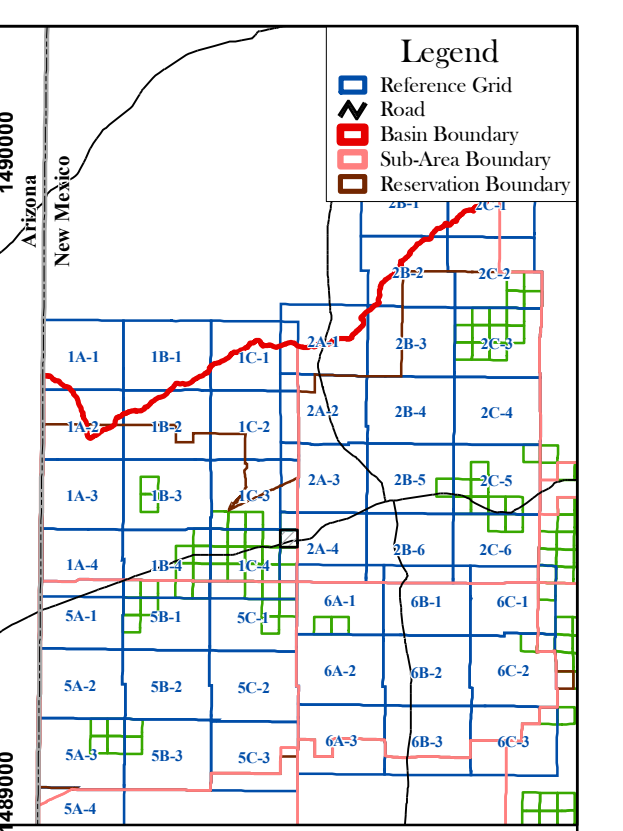 Legend
Reference Grid
Road
Basin Boundary
Sub-Area Boundary
Reservation Boundary
1490000
Arizona
New Mexico
2B-1 2C-1
2B-2 2C-2
2A-1 2B-3 2C-3
1A-1 1B-1 1C-1
2A-2 2B-4 2C-4
1A-2 1B-2 1C-2
2A-3 2B-5 2C-5
1A-3 1B-3 1C-3
2A-4 2B-6 2C-6
1A-4 1B-4 1C-4
6A-1 6B-1 6C-1
5A-1 5B-1 5C-1
6A-2 6B-2 6C-2
5A-2 5B-2 5C-2
6A-3 6B-3 6C-3
5A-3 5B-3 5C-3
5A-4
1489000